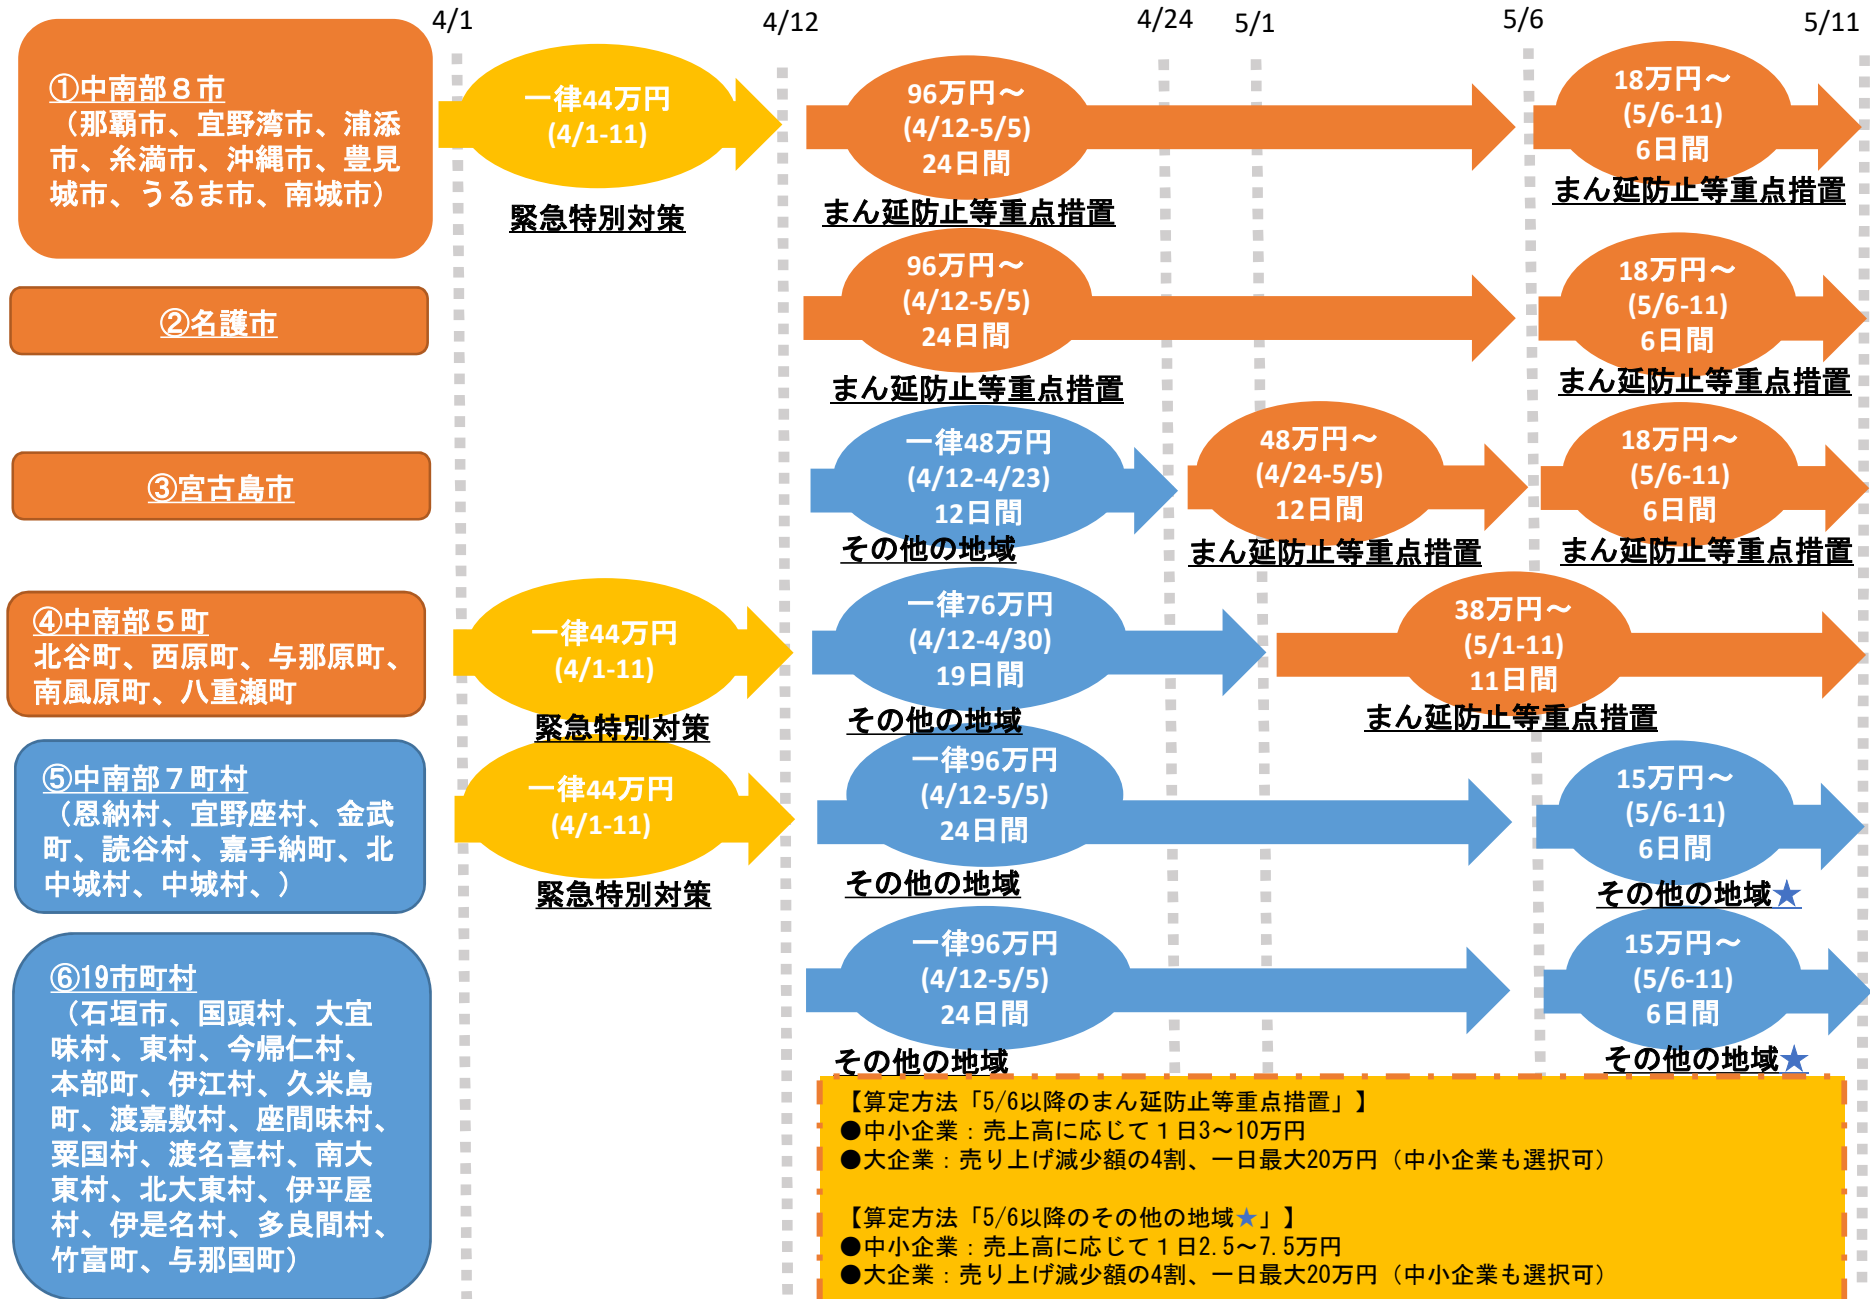 4/1
4/12
4/24
5/1
5/6
5/11
①中南部８市
（那覇市、宜野湾市、浦添
市、糸満市、沖縄市、豊見
城市、うるま市、南城市）
一律44万円
(4/1-11)
緊急特別対策
96万円～
(4/12-5/5)
24日間
まん延防止等重点措置
18万円～
(5/6-11)
6日間
まん延防止等重点措置
②名護市
96万円～
(4/12-5/5)
24日間
まん延防止等重点措置
18万円～
(5/6-11)
6日間
まん延防止等重点措置
③宮古島市
一律48万円
(4/12-4/23)
12日間
その他の地域
48万円～
(4/24-5/5)
12日間
まん延防止等重点措置
18万円～
(5/6-11)
6日間
まん延防止等重点措置
④中南部５町
北谷町、西原町、与那原町、
南風原町、八重瀬町
一律44万円
(4/1-11)
緊急特別対策
一律76万円
(4/12-4/30)
19日間
その他の地域
38万円～
(5/1-11)
11日間
まん延防止等重点措置
⑤中南部７町村
（恩納村、宜野座村、金武
町、読谷村、嘉手納町、北
中城村、中城村、）
一律44万円
(4/1-11)
緊急特別対策
一律96万円
(4/12-5/5)
24日間
その他の地域
15万円～
(5/6-11)
6日間
その他の地域★
⑥19市町村
（石垣市、国頭村、大宜
味村、東村、今帰仁村、
本部町、伊江村、久米島
町、渡嘉敷村、座間味村、
粟国村、渡名喜村、南大
東村、北大東村、伊平屋
村、伊是名村、多良間村、
竹富町、与那国町）
一律96万円
(4/12-5/5)
24日間
その他の地域
15万円～
(5/6-11)
6日間
その他の地域★
【算定方法「5/6以降のまん延防止等重点措置」】
●中小企業：売上高に応じて１日3～10万円
●大企業：売り上げ減少額の4割、一日最大20万円（中小企業も選択可）
【算定方法「5/6以降のその他の地域★」】
●中小企業：売上高に応じて１日2.5～7.5万円
●大企業：売り上げ減少額の4割、一日最大20万円（中小企業も選択可）